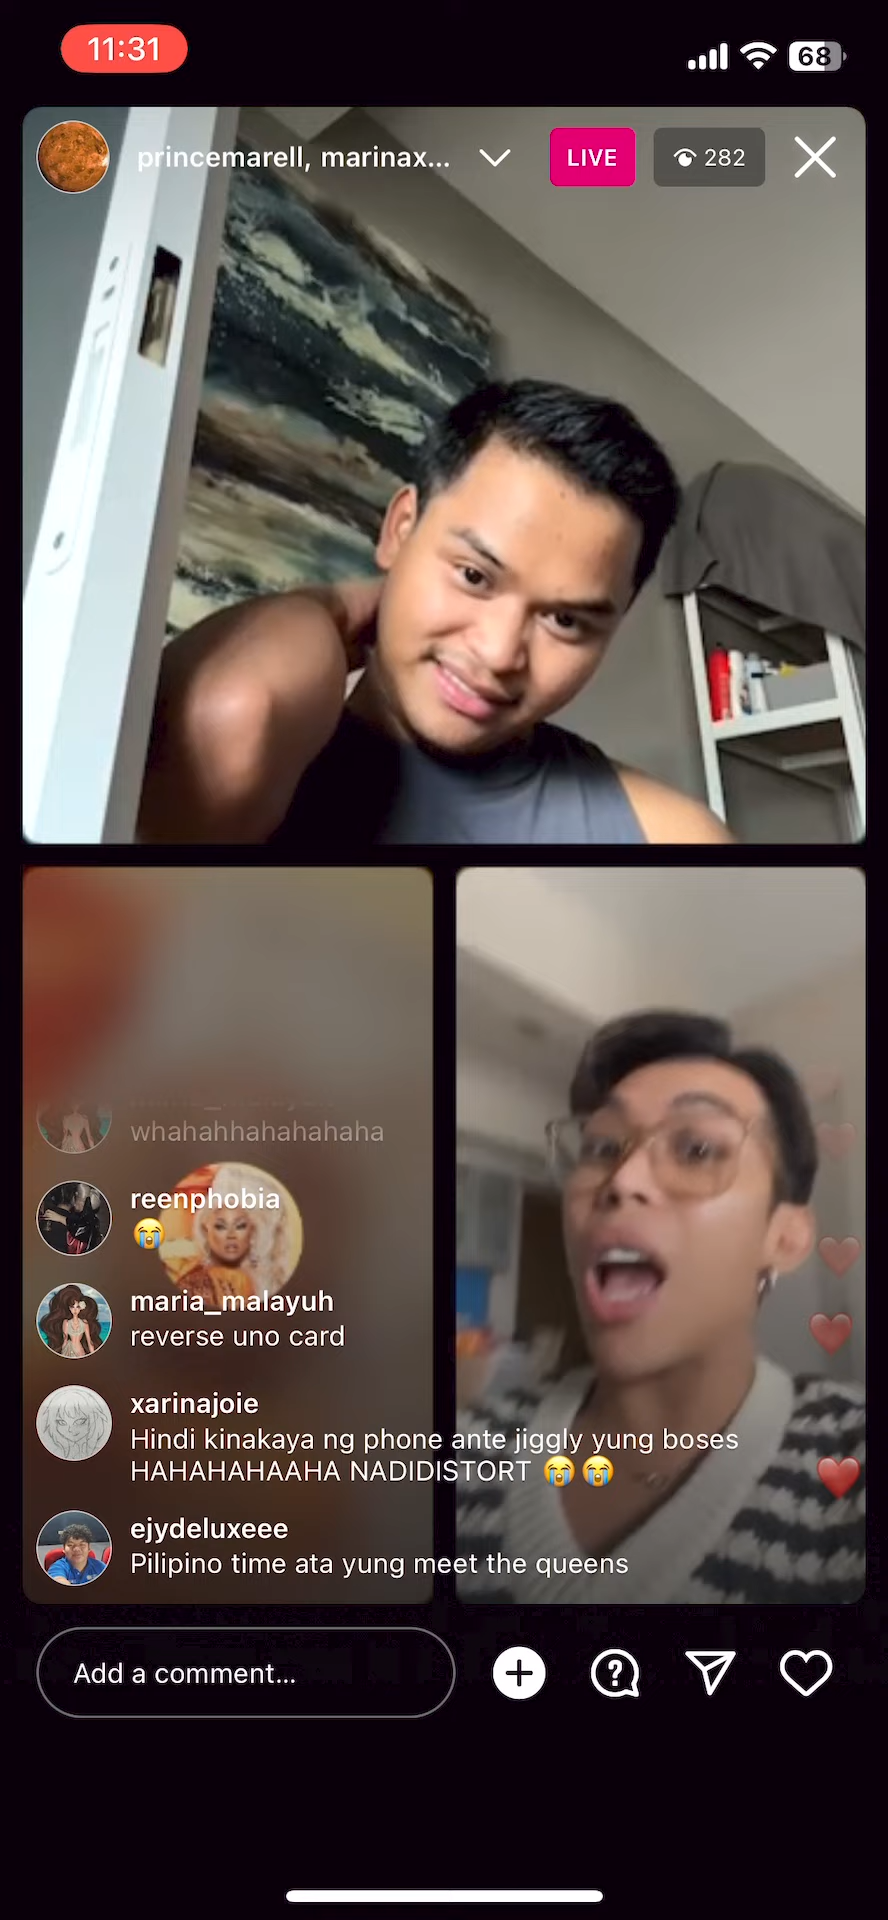 11:31
68
princemarell, marinax...
LIVE
282
whahahhahahahaha
reenphobia
😭
maria_malayuh
reverse uno card
xarinajoie
Hindi kinakaya ng phone ante jiggly yung boses
HAHAHAHAAHA NADIDISTORT 😭😭
ejydeluxeee
Pilipino time ata yung meet the queens
Add a comment...